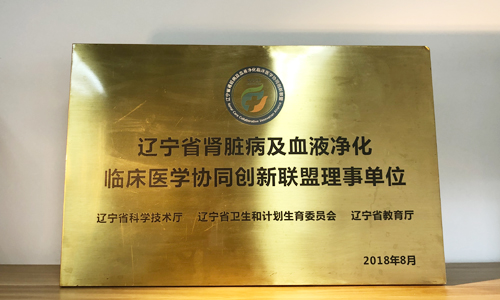 辽宁省肾脏病及血液净化
临床医学协同创新联盟理事单位
辽宁省科学技术厅 辽宁省卫生和计划生育委员会 辽宁省教育厅
2018年8月